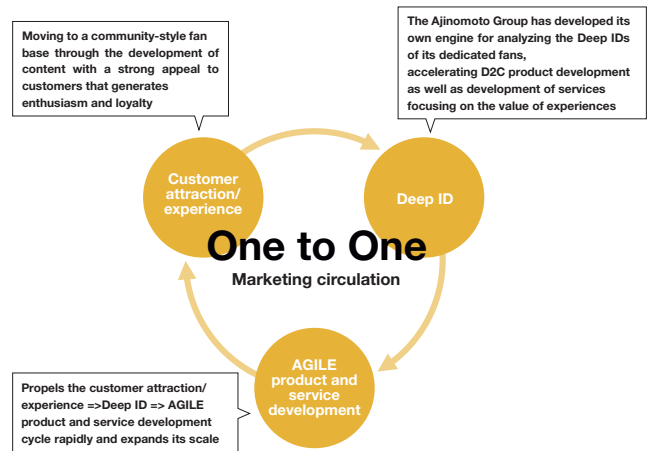 Moving to a community-style fan
base through the development of
content with a strong appeal to
customers that generates
enthusiasm and loyalty
The Ajinomoto Group has developed its
own engine for analyzing the Deep IDs
of its dedicated fans,
accelerating D2C product development
as well as development of services
focusing on the value of experiences
Customer
attraction/
experience
Deep ID
One to One
Marketing circulation
AGILE
product and
service
development
Propels the customer attraction/
experience =>Deep ID => AGILE
product and service development
cycle rapidly and expands its scale